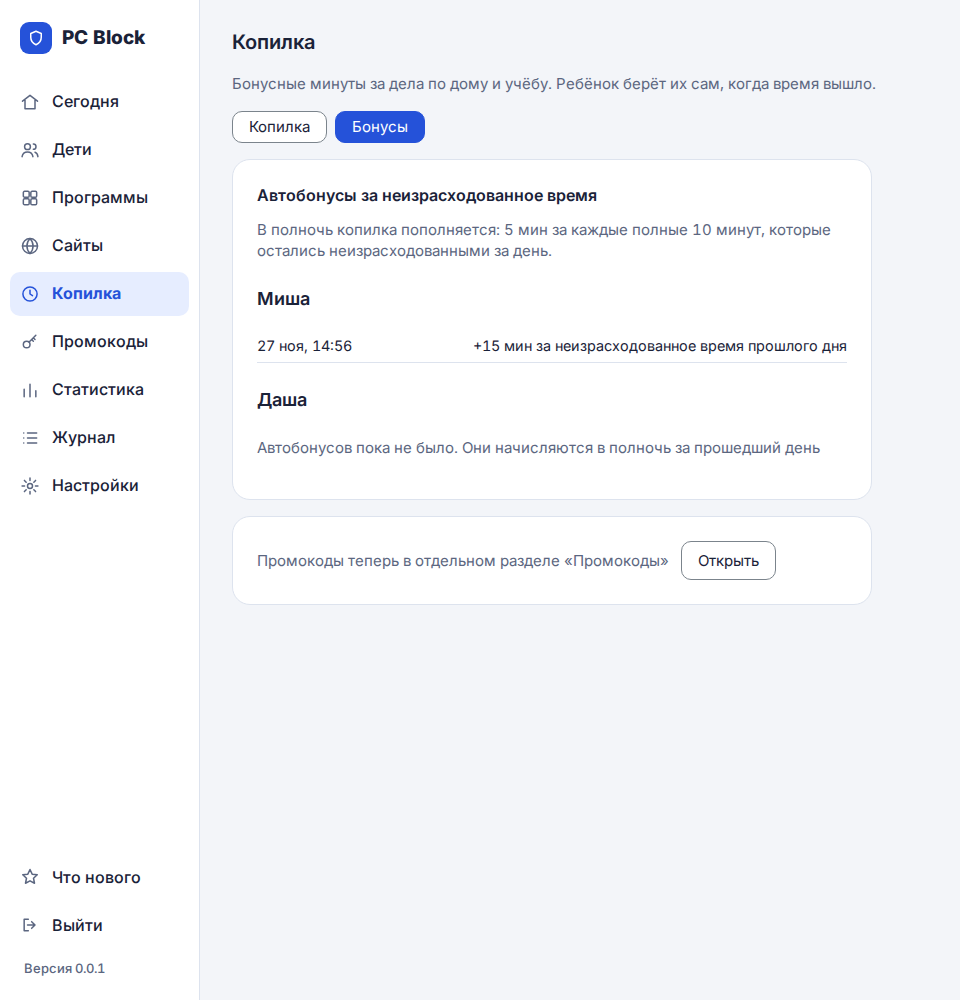 PC Block
Сегодня
Дети
Программы
Сайты
Копилка
Промокоды
Статистика
Журнал
Настройки
Что нового
Выйти
Версия 0.0.1
Копилка
Бонусные минуты за дела по дому и учёбу. Ребёнок берёт их сам, когда время вышло.
Копилка
Бонусы
Автобонусы за неизрасходованное время
В полночь копилка пополняется: 5 мин за каждые полные 10 минут, которые
остались неизрасходованными за день.
Миша
27 ноя, 14:56 +15 мин за неизрасходованное время прошлого дня
Даша
Автобонусов пока не было. Они начисляются в полночь за прошедший день
Промокоды теперь в отдельном разделе «Промокоды» Открыть